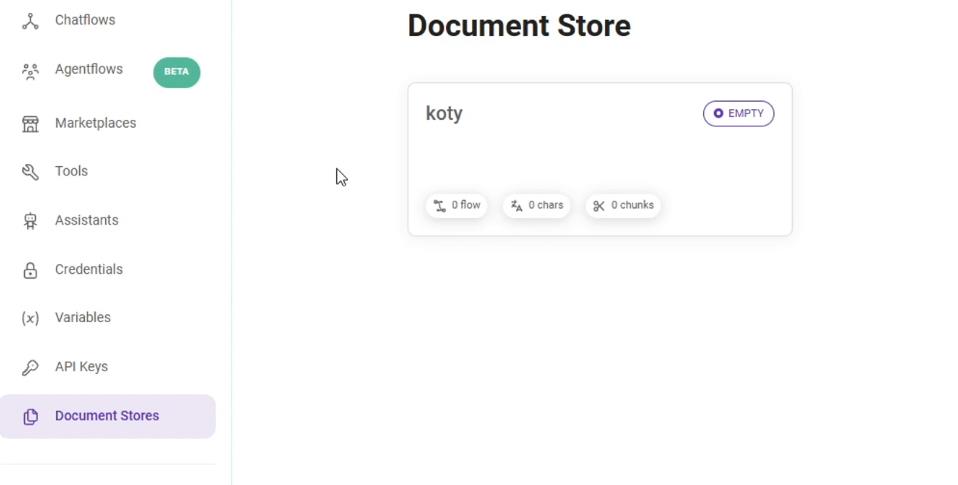 Chatflows
Agentflows BETA
Marketplaces
Tools
Assistants
Credentials
Variables
API Keys
Document Stores
Document Store
koty
EMPTY
0 flow
0 chars
0 chunks